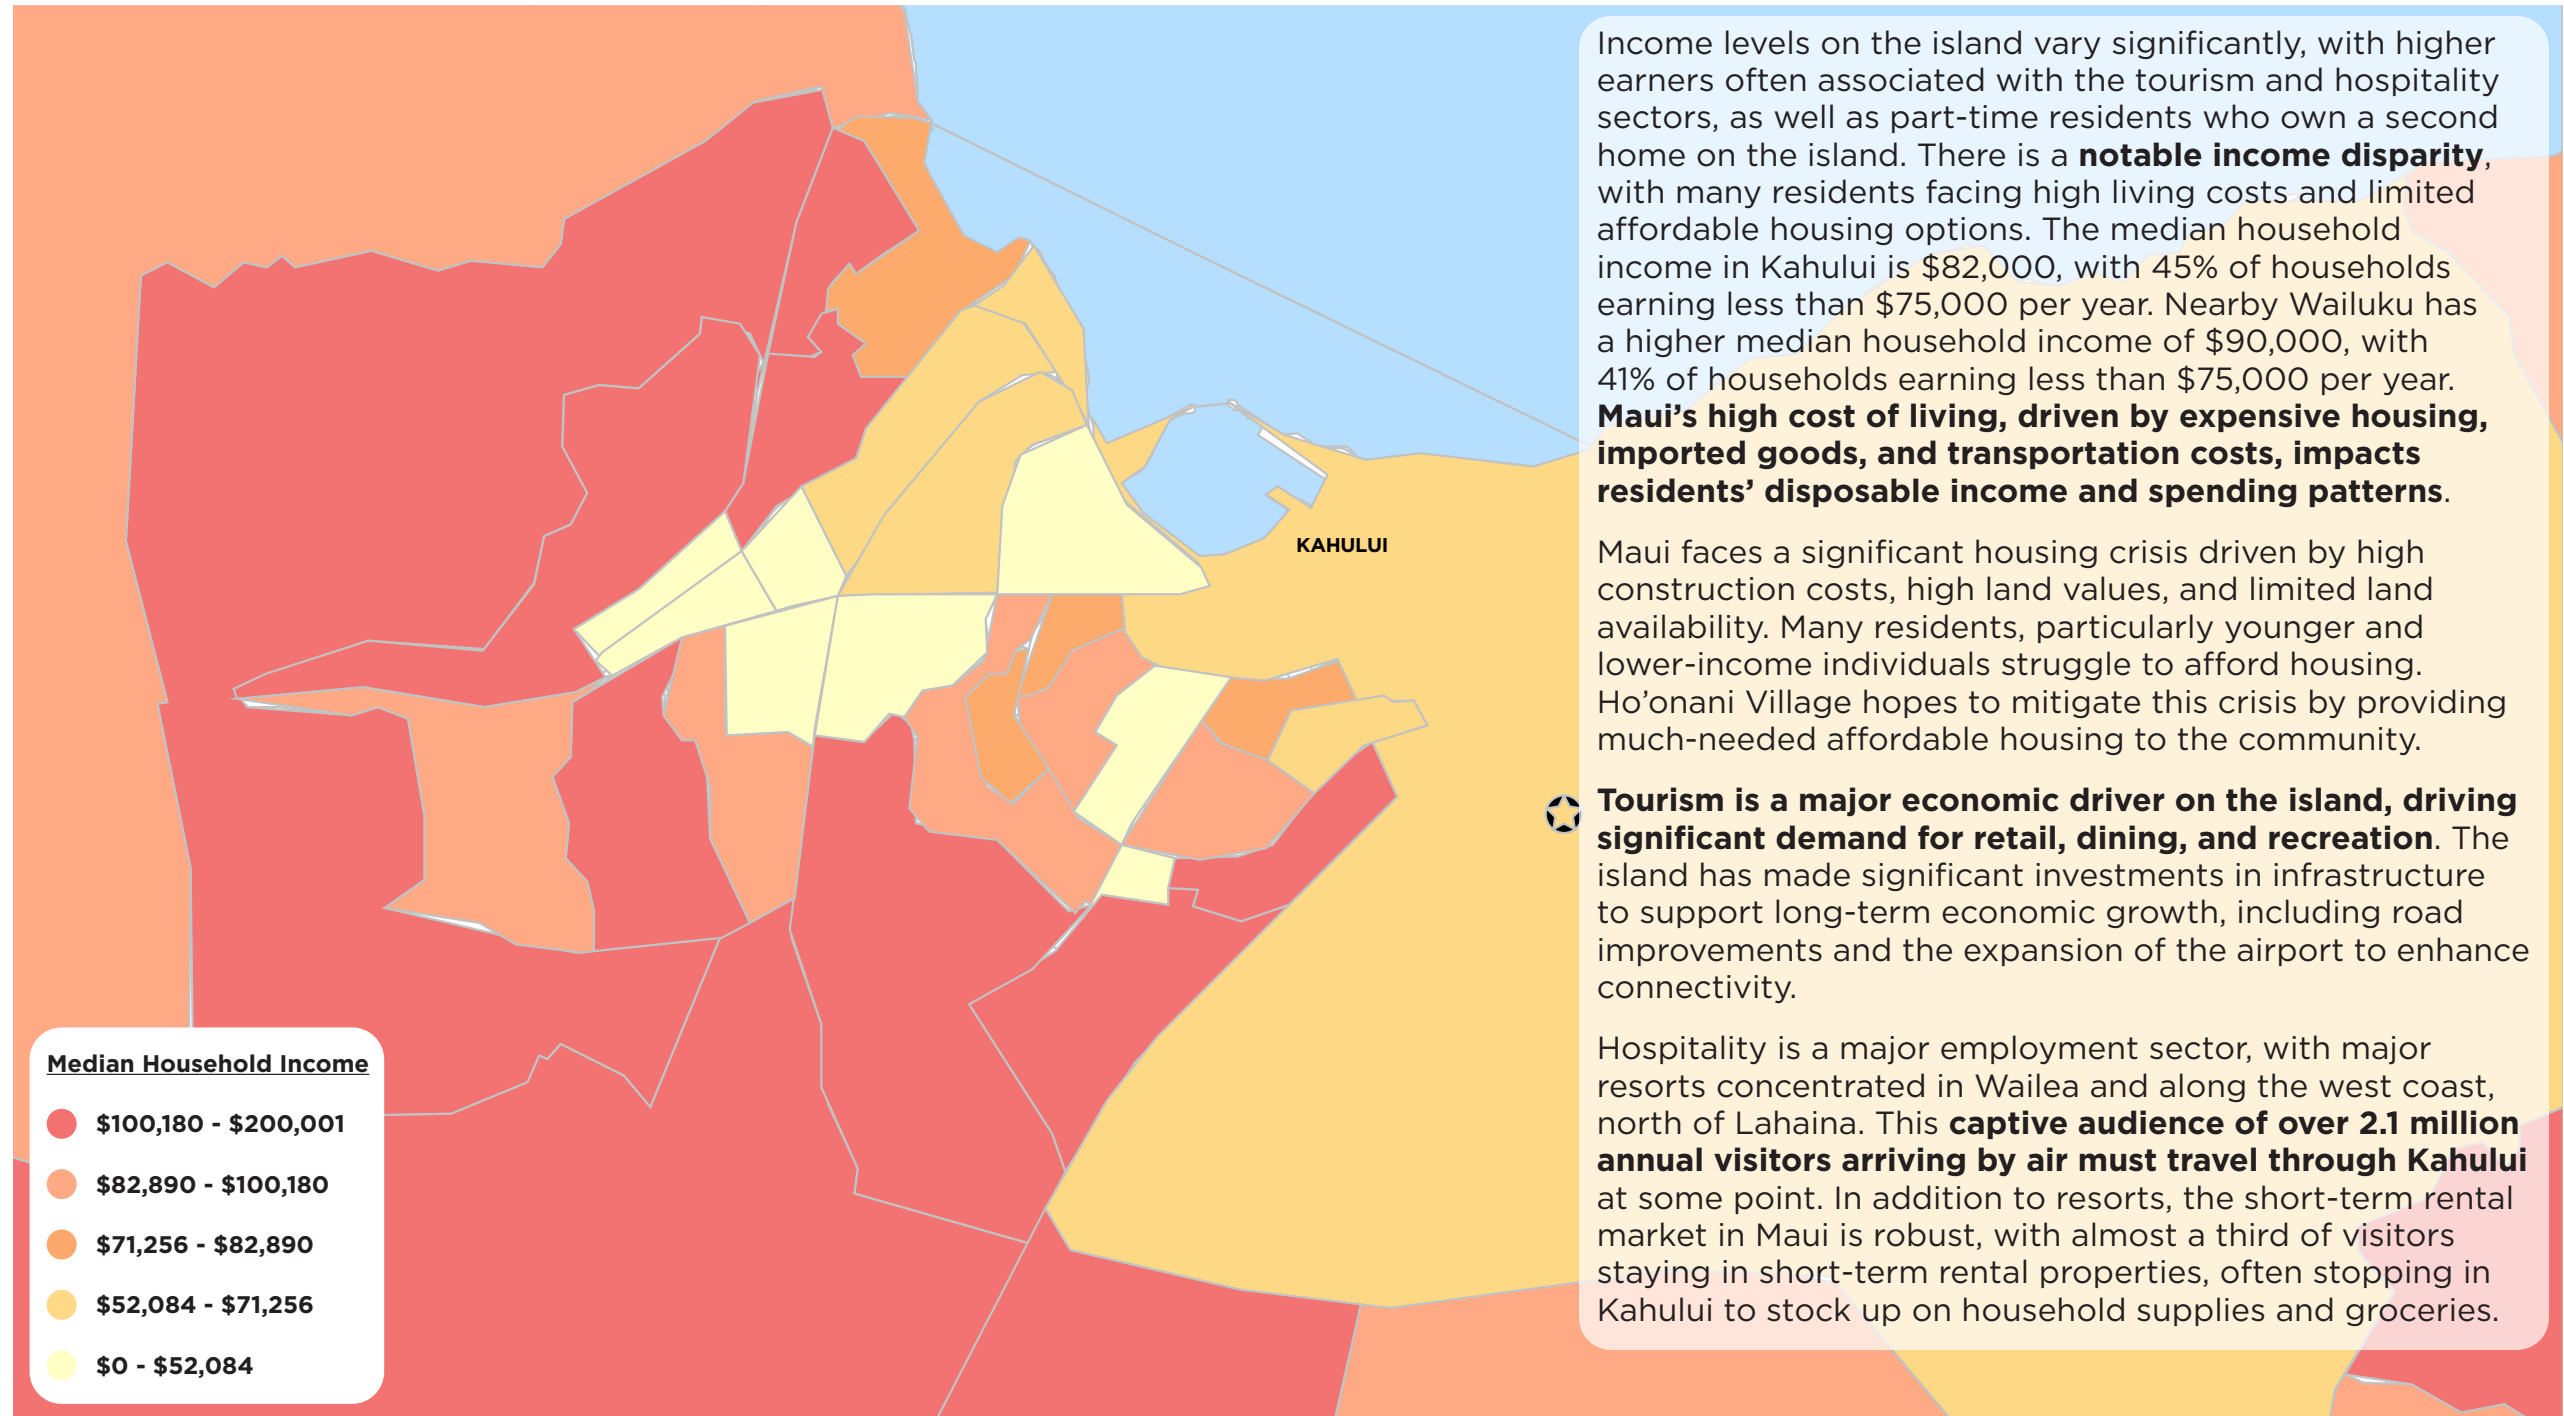 Income levels on the island vary significantly, with higher
earners often associated with the tourism and hospitality
sectors, as well as part-time residents who own a second
home on the island. There is a notable income disparity,
with many residents facing high living costs and limited
affordable housing options. The median household
income in Kahului is $82,000, with 45% of households
earning less than $75,000 per year. Nearby Wailuku has
a higher median household income of $90,000, with
41% of households earning less than $75,000 per year.
Maui’s high cost of living, driven by expensive housing,
imported goods, and transportation costs, impacts
residents’ disposable income and spending patterns.
Maui faces a significant housing crisis driven by high
construction costs, high land values, and limited land
availability. Many residents, particularly younger and
lower-income individuals struggle to afford housing.
Ho’onani Village hopes to mitigate this crisis by providing
much-needed affordable housing to the community.
Tourism is a major economic driver on the island, driving
significant demand for retail, dining, and recreation. The
island has made significant investments in infrastructure
to support long-term economic growth, including road
improvements and the expansion of the airport to enhance
connectivity.
Hospitality is a major employment sector, with major
resorts concentrated in Wailea and along the west coast,
north of Lahaina. This captive audience of over 2.1 million
annual visitors arriving by air must travel through Kahului
at some point. In addition to resorts, the short-term rental
market in Maui is robust, with almost a third of visitors
staying in short-term rental properties, often stopping in
Kahului to stock up on household supplies and groceries.
KAHULUI
Median Household Income
$100,180 - $200,001
$82,890 - $100,180
$71,256 - $82,890
$52,084 - $71,256
$0 - $52,084